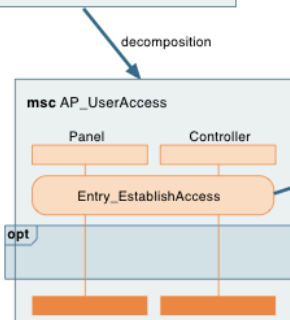 decomposition
msc AP_UserAccess
Panel Controller
Entry_EstablishAccess
opt